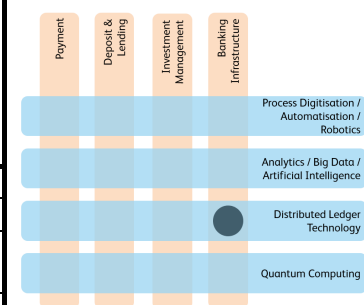 Payment
Deposit &
Lending
Investment
Management
Banking
Infrastructure
Process Digitisation /
Automatisation /
Robotics
Analytics / Big Data /
Artificial Intelligence
Distributed Ledger
Technology
Quantum Computing